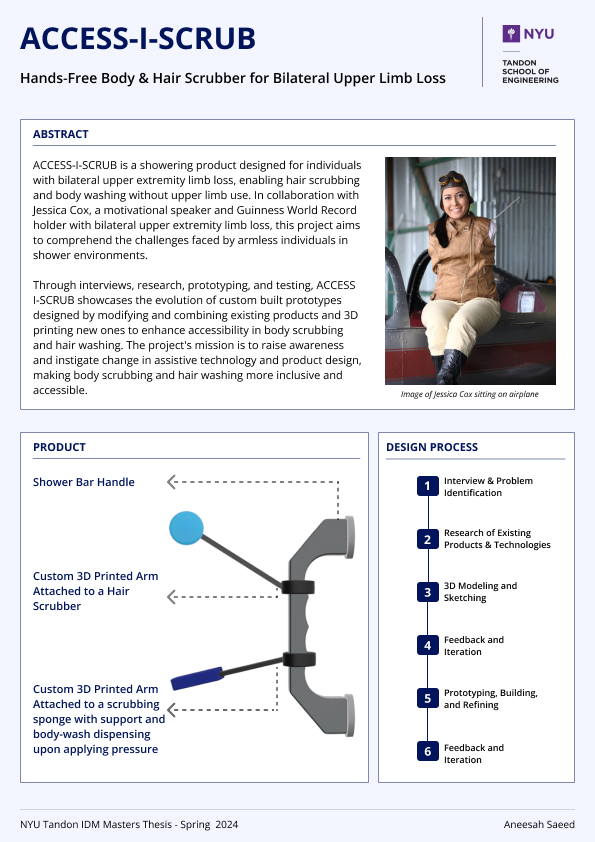 ACCESS-I-SCRUB
Hands-Free Body & Hair Scrubber for Bilateral Upper Limb Loss
NYU
TANDON
SCHOOL OF
ENGINEERING
ABSTRACT
ACCESS-I-SCRUB is a showering product designed for individuals
with bilateral upper extremity limb loss, enabling hair scrubbing
and body washing without upper limb use. In collaboration with
Jessica Cox, a motivational speaker and Guinness World Record
holder with bilateral upper extremity limb loss, this project aims
to comprehend the challenges faced by armless individuals in
shower environments.
Through interviews, research, prototyping, and testing, ACCESS
I-SCRUB showcases the evolution of custom built prototypes
designed by modifying and combining existing products and 3D
printing new ones to enhance accessibility in body scrubbing
and hair washing. The project's mission is to raise awareness
and instigate change in assistive technology and product design,
making body scrubbing and hair washing more inclusive and
accessible.
Image of Jessica Cox sitting on airplane
PRODUCT
Shower Bar Handle
Custom 3D Printed Arm
Attached to a Hair
Scrubber
Custom 3D Printed Arm
Attached to a scrubbing
sponge with support and
body-wash dispensing
upon applying pressure
DESIGN PROCESS
1 Interview & Problem
Identification
2 Research of Existing
Products & Technologies
3 3D Modeling and
Sketching
4 Feedback and
Iteration
5 Prototyping, Building,
and Refining
6 Feedback and
Iteration
NYU Tandon IDM Masters Thesis - Spring 2024
Aneesah Saeed